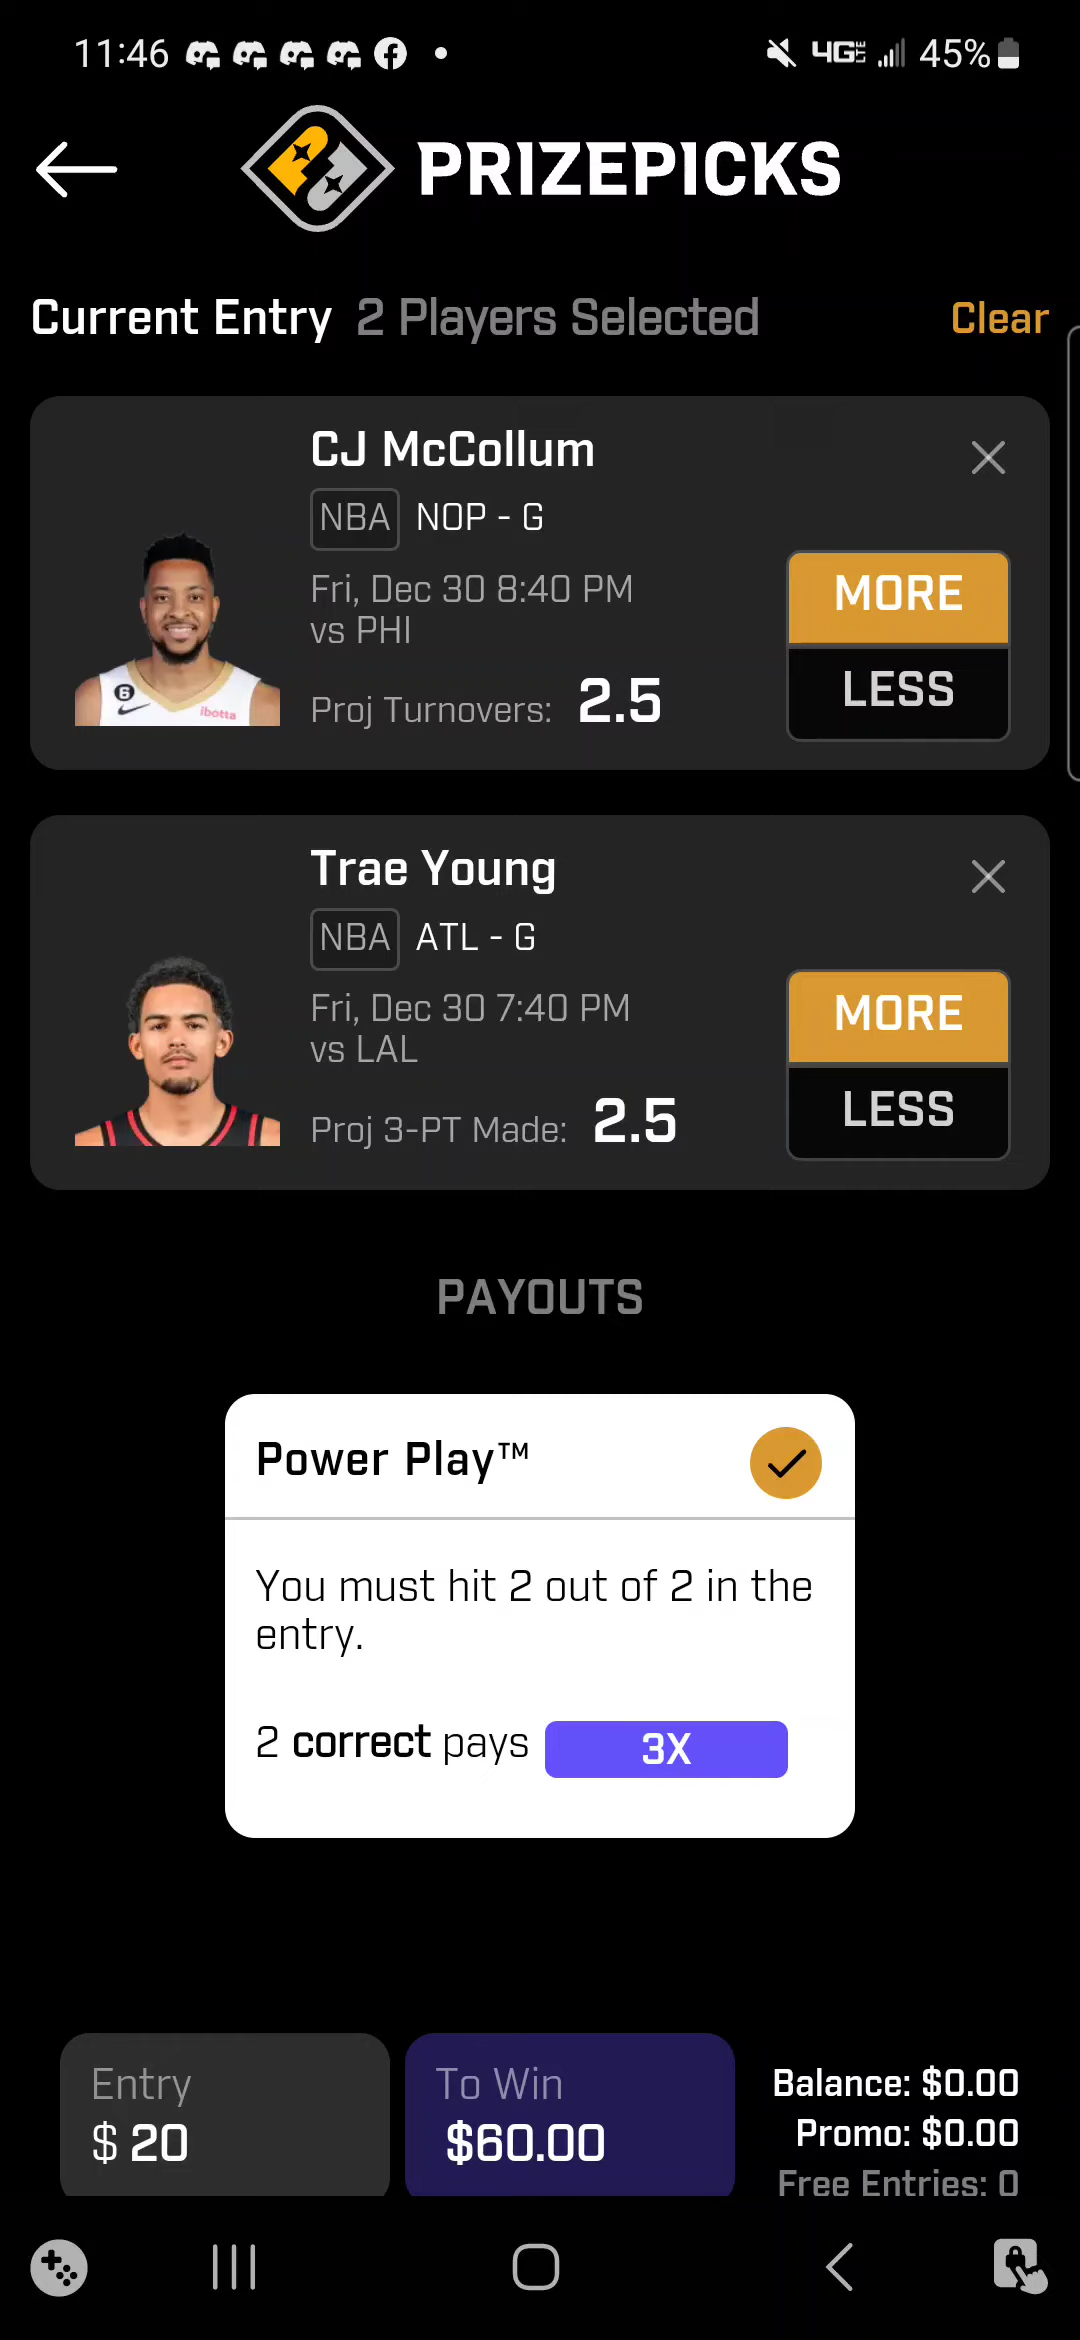 11:46
4G LTE 45%
PRIZEPICKS
Current Entry 2 Players Selected Clear
CJ McCollum
NBA NOP - G
Fri, Dec 30 8:40 PM
vs PHI
Proj Turnovers: 2.5
MORE
LESS
6
ibotta
Trae Young
NBA ATL - G
Fri, Dec 30 7:40 PM
vs LAL
Proj 3-PT Made: 2.5
MORE
LESS
PAYOUTS
Power Play™
You must hit 2 out of 2 in the
entry.
2 correct pays 3X
Entry
$ 20
To Win
$60.00
Balance: $0.00
Promo: $0.00
Free Entries: 0